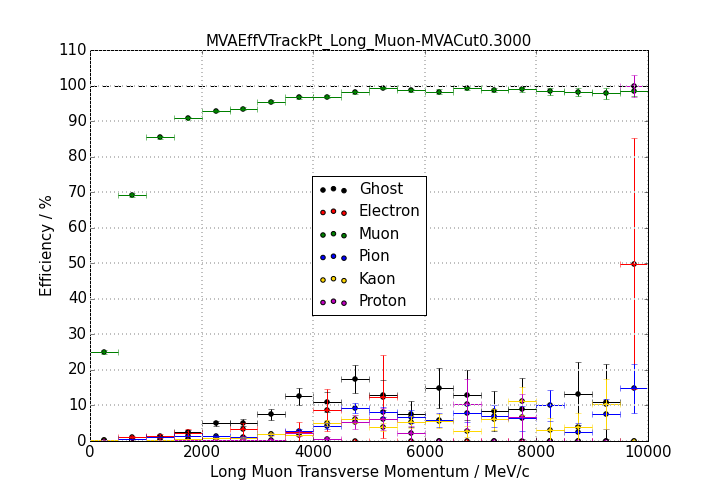 MVAEffVTrackPt_Long_Muon-MVACut0.3000
110
100
90
80
70
60
50
40
30
20
10
0
Efficiency / %
Ghost
Electron
Muon
Pion
Kaon
Proton
0 2000 4000 6000 8000 10000
Long Muon Transverse Momentum / MeV/c